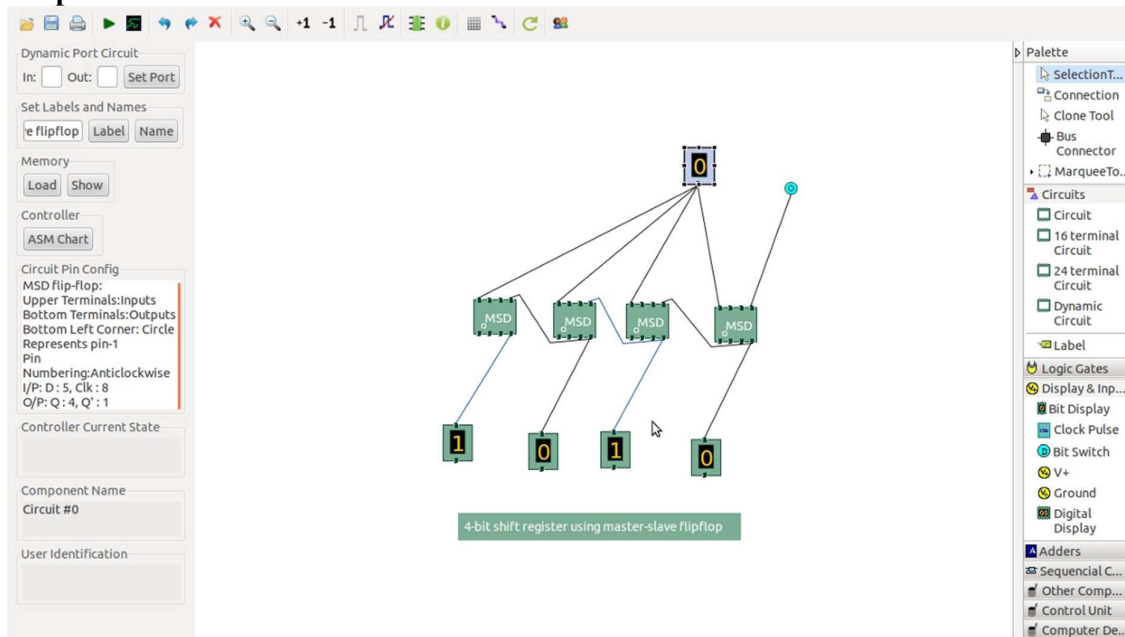 +1 -1
Dynamic Port Circuit
In: Out: Set Port
Set Labels and Names
e flipflop Label Name
Memory
Load Show
Controller
ASM Chart
Circuit Pin Config
MSD flip-flop:
Upper Terminals:Inputs
Bottom Terminals:Outputs
Bottom Left Corner: Circle
Represents pin-1
Pin
Numbering:Anticlockwise
I/P: D : 5, Clk : 8
O/P: Q : 4, Q' : 1
Controller Current State
Component Name
Circuit #0
User Identification
0
MSD MSD MSD MSD
1 0 1 0
4-bit shift register using master-slave flipflop
Palette
SelectionT...
Connection
Clone Tool
Bus
Connector
MarqueeTo..
Circuits
Circuit
16 terminal
Circuit
24 terminal
Circuit
Dynamic
Circuit
Label
Logic Gates
Display & Inp...
Bit Display
Clock Pulse
Bit Switch
V+
Ground
Digital
Display
Adders
Sequencial C...
Other Comp...
Control Unit
Computer De..